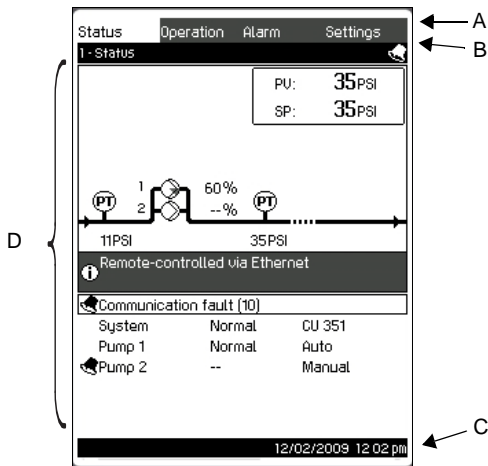 Status Operation Alarm Settings A
1 - Status B
PV: 35PSI
SP: 35PSI
D
PT 1 60% PT
2 --%
11PSI 35PSI
Remote-controlled via Ethernet
Communication fault (10)
System Normal CU 351
Pump 1 Normal Auto
Pump 2 -- Manual
C
12/02/2009 12 02 pm